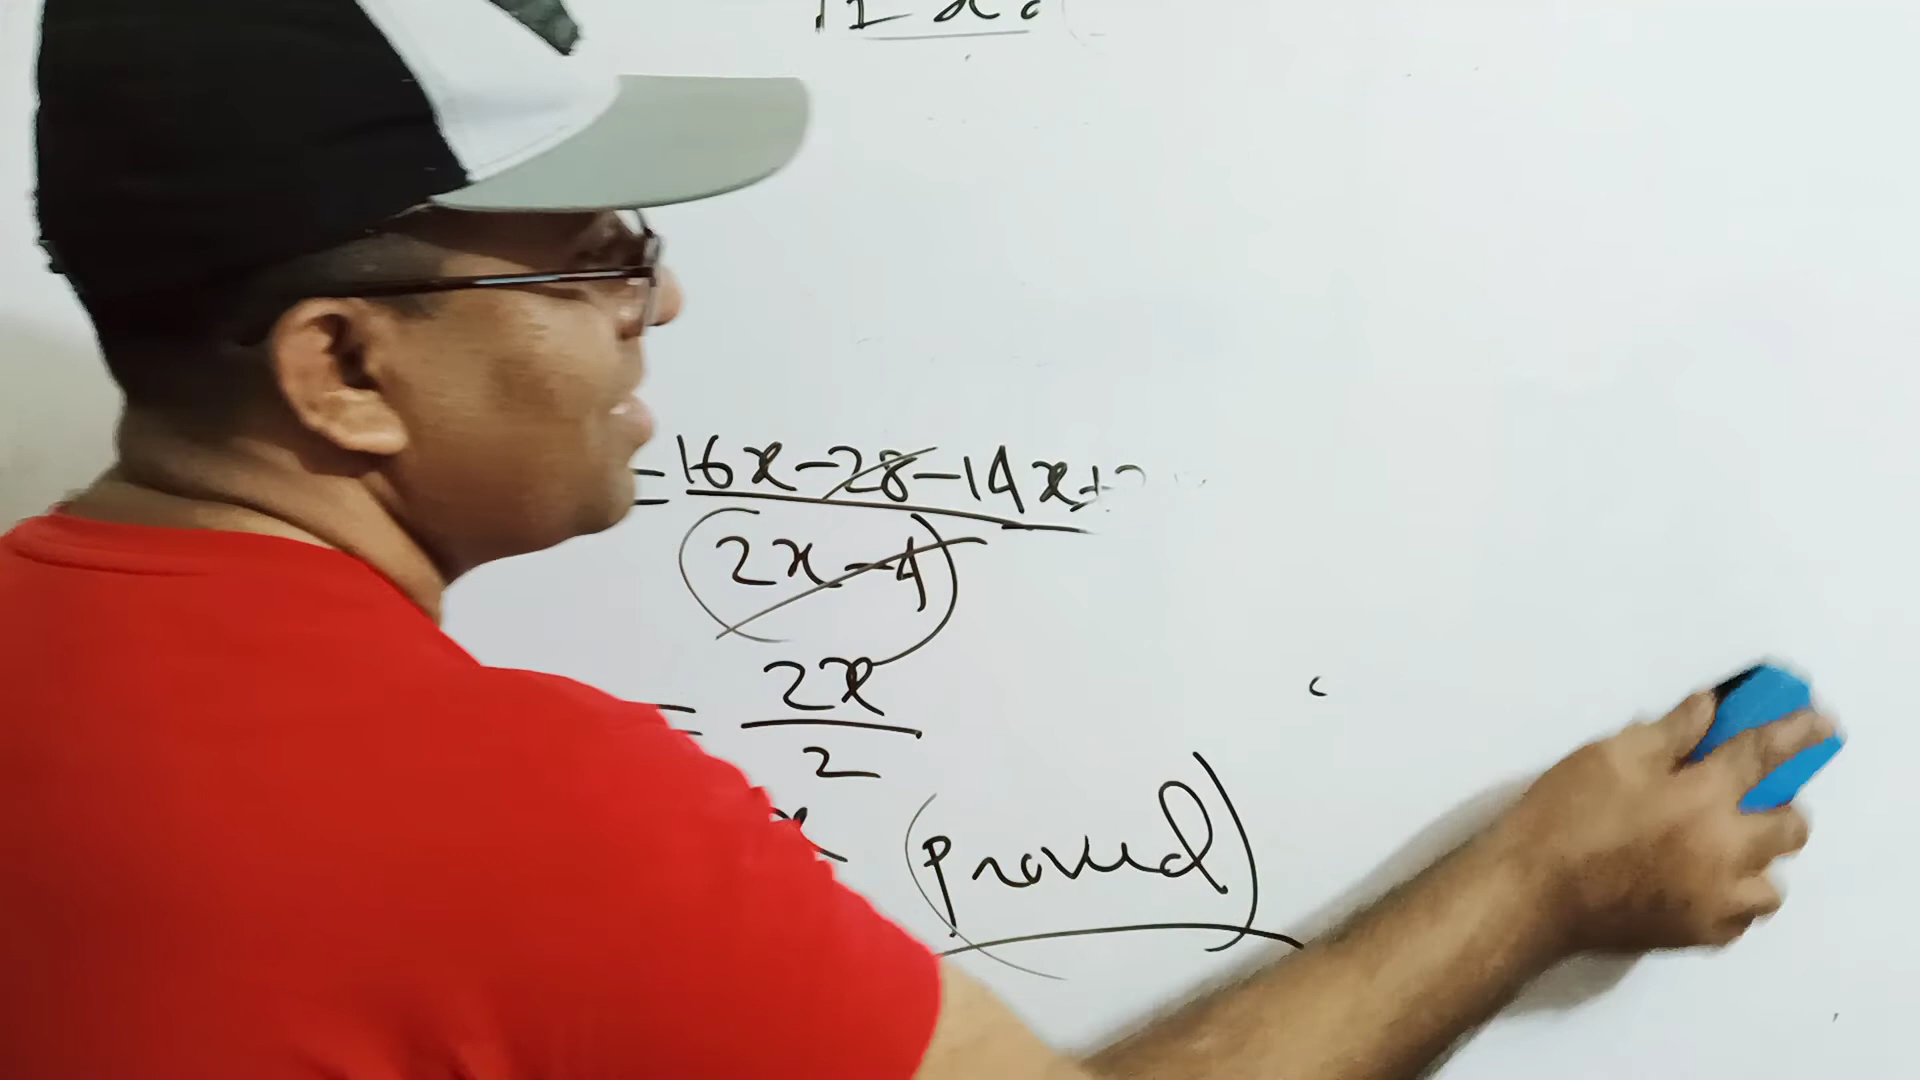 = 16x-28-14x+
(2x-4)
= 2x
2
x (proved)